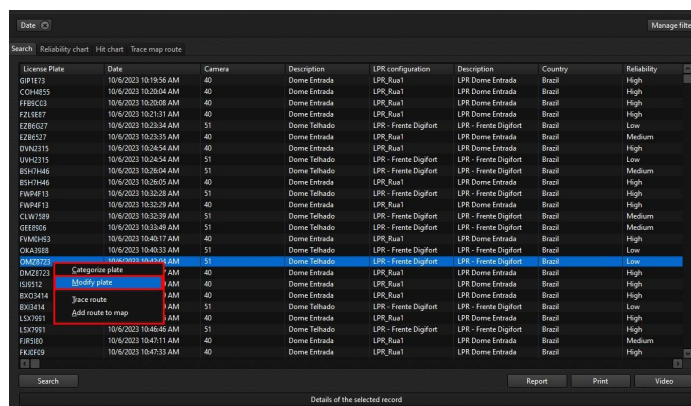 Date
Manage filte
Search Reliability chart Hit chart Trace map route
License Plate Date Camera Description LPR configuration Description Country Reliability
GIP1E73 10/6/2023 10:19:56 AM 40 Dome Entrada LPR_Rua1 LPR Dome Entrada Brazil High
COH4855 10/6/2023 10:20:04 AM 40 Dome Entrada LPR_Rua1 LPR Dome Entrada Brazil High
FFB9C03 10/6/2023 10:20:08 AM 40 Dome Entrada LPR_Rua1 LPR Dome Entrada Brazil High
FZL9E87 10/6/2023 10:21:31 AM 40 Dome Entrada LPR_Rua1 LPR Dome Entrada Brazil High
EZB6G27 10/6/2023 10:23:34 AM 51 Dome Telhado LPR - Frente Digifort LPR - Frente Digifort Brazil Low
EZB6527 10/6/2023 10:23:35 AM 40 Dome Entrada LPR_Rua1 LPR Dome Entrada Brazil Medium
DVN2315 10/6/2023 10:24:54 AM 40 Dome Entrada LPR_Rua1 LPR Dome Entrada Brazil High
UVH2315 10/6/2023 10:24:54 AM 51 Dome Telhado LPR - Frente Digifort LPR - Frente Digifort Brazil Low
BSH7H46 10/6/2023 10:26:04 AM 51 Dome Telhado LPR - Frente Digifort LPR - Frente Digifort Brazil Medium
BSH7H46 10/6/2023 10:26:05 AM 40 Dome Entrada LPR_Rua1 LPR Dome Entrada Brazil High
FWP4F13 10/6/2023 10:32:28 AM 51 Dome Telhado LPR - Frente Digifort LPR - Frente Digifort Brazil High
FWP4F13 10/6/2023 10:32:29 AM 40 Dome Entrada LPR_Rua1 LPR Dome Entrada Brazil High
CLW7589 10/6/2023 10:32:39 AM 51 Dome Telhado LPR - Frente Digifort LPR - Frente Digifort Brazil Medium
GEE8906 10/6/2023 10:33:49 AM 51 Dome Telhado LPR - Frente Digifort LPR - Frente Digifort Brazil Medium
FVM0H93 10/6/2023 10:40:17 AM 40 Dome Entrada LPR_Rua1 LPR Dome Entrada Brazil High
OKA3988 10/6/2023 10:40:33 AM 51 Dome Telhado LPR - Frente Digifort LPR - Frente Digifort Brazil Low
OMZ8723 10/6/2023 10:42:04 AM 51 Dome Telhado LPR - Frente Digifort LPR - Frente Digifort Brazil Low
DMZ8723 Categorize plate AM 40 Dome Entrada LPR_Rua1 LPR Dome Entrada Brazil High
ISJ9512 Modify plate AM 40 Dome Entrada LPR_Rua1 LPR Dome Entrada Brazil High
BXO3414 Trace route AM 40 Dome Entrada LPR_Rua1 LPR Dome Entrada Brazil High
BXI3414 Add route to map AM 51 Dome Telhado LPR - Frente Digifort LPR - Frente Digifort Brazil Low
LSX7991 AM 40 Dome Entrada LPR_Rua1 LPR Dome Entrada Brazil High
LSX7991 10/6/2023 10:46:46 AM 51 Dome Telhado LPR - Frente Digifort LPR - Frente Digifort Brazil High
FJR5I80 10/6/2023 10:47:11 AM 40 Dome Entrada LPR_Rua1 LPR Dome Entrada Brazil Medium
FKJ0F09 10/6/2023 10:47:33 AM 40 Dome Entrada LPR_Rua1 LPR Dome Entrada Brazil High
Search Report Print Video
Details of the selected record